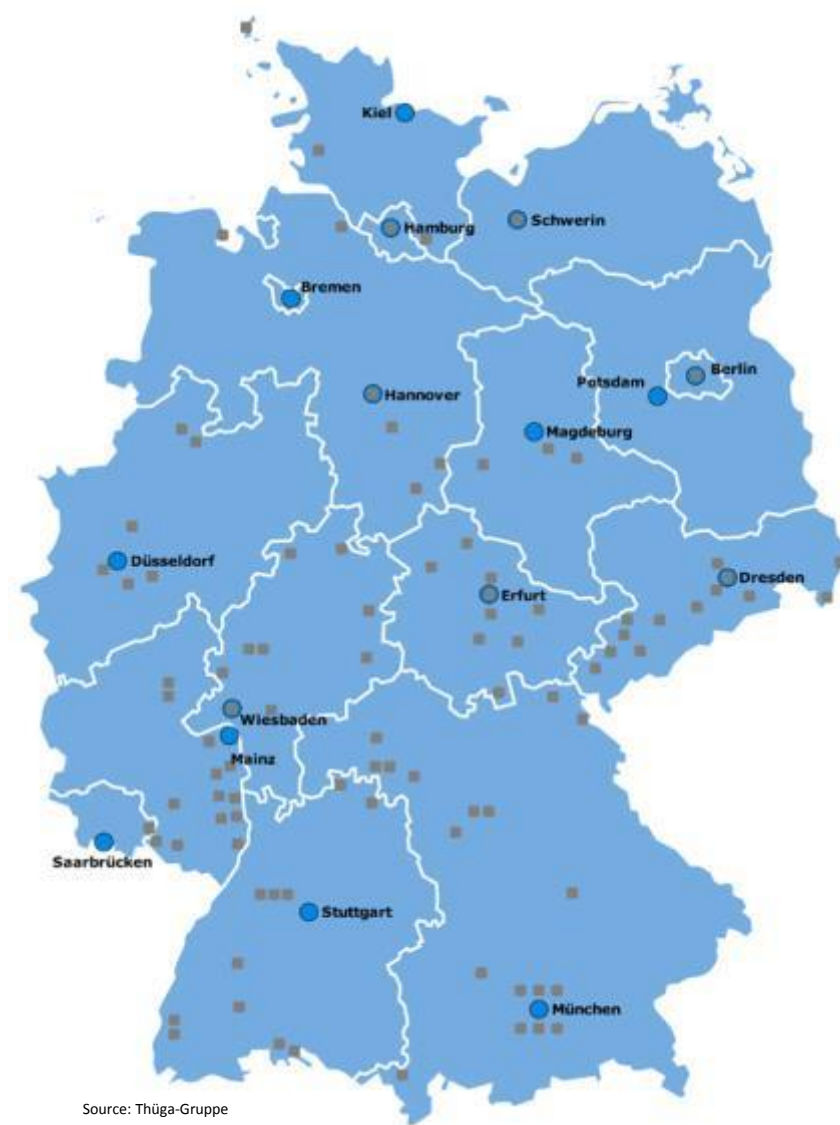 Kiel
Hamburg
Schwerin
Bremen
Berlin
Potsdam
Hannover
Magdeburg
Düsseldorf
Dresden
Erfurt
Wiesbaden
Mainz
Saarbrücken
Stuttgart
München
Source: Thüga-Gruppe